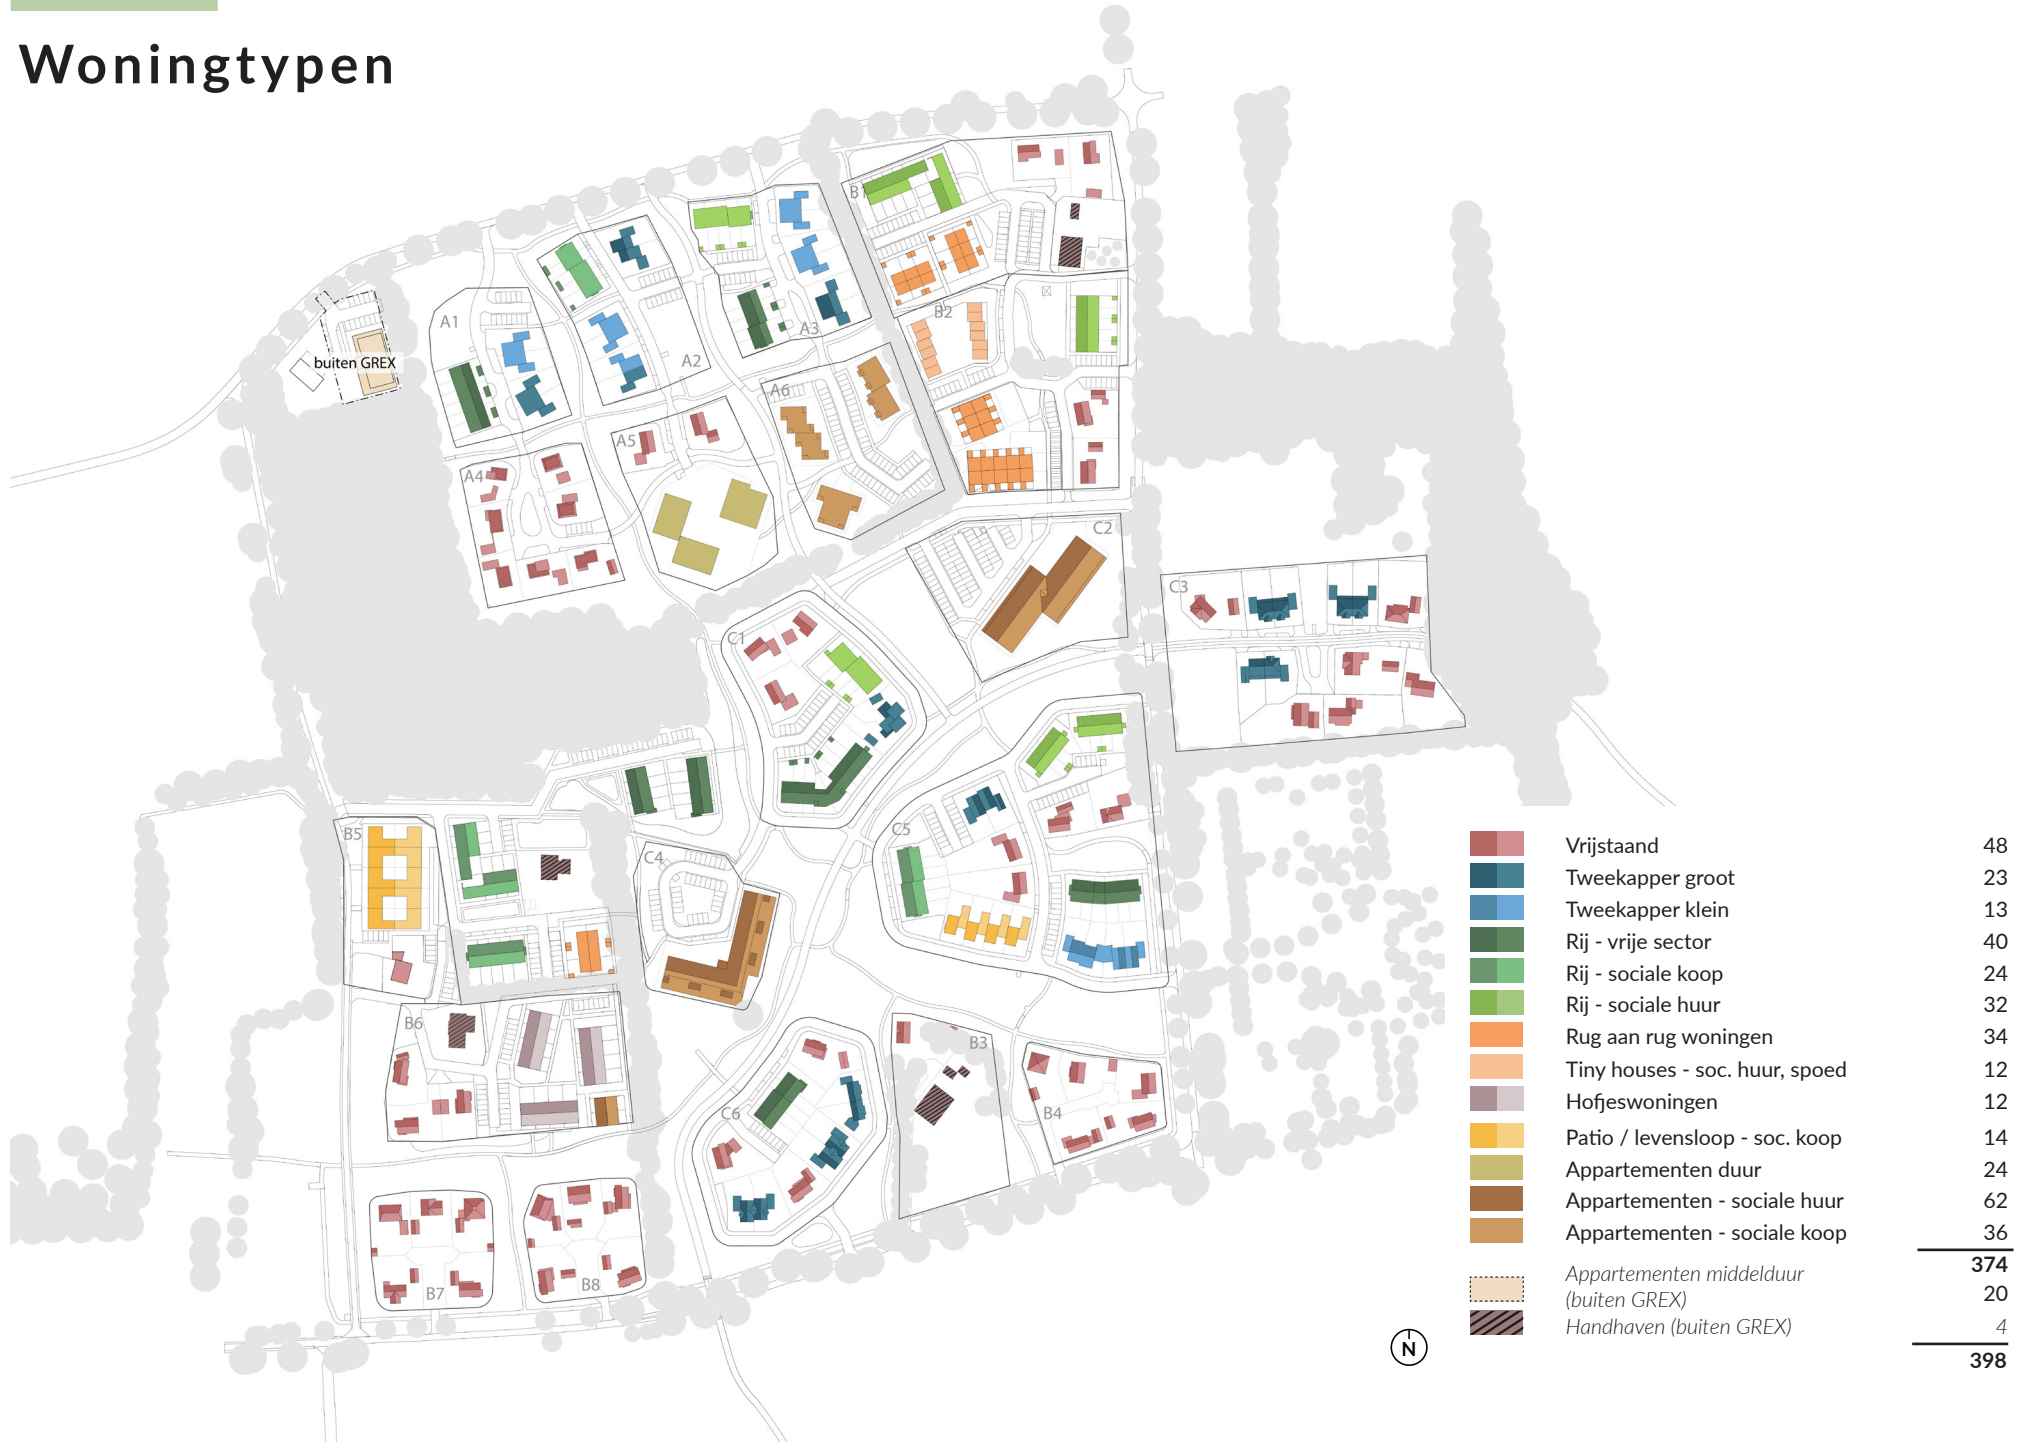 Woningtypen
B1
A1
A2
A3
B2
buiten GREX
A6
A5
A4
C2
C3
C1
B5
C5
C4
B6
B3
C6
B4
B7
B8
Vrijstaand 48
Tweekapper groot 23
Tweekapper klein 13
Rij - vrije sector 40
Rij - sociale koop 24
Rij - sociale huur 32
Rug aan rug woningen 34
Tiny houses - soc. huur, spoed 12
Hofjeswoningen 12
Patio / levensloop - soc. koop 14
Appartementen duur 24
Appartementen - sociale huur 62
Appartementen - sociale koop 36
374
Appartementen middelduur
(buiten GREX) 20
Handhaven (buiten GREX) 4
398
N